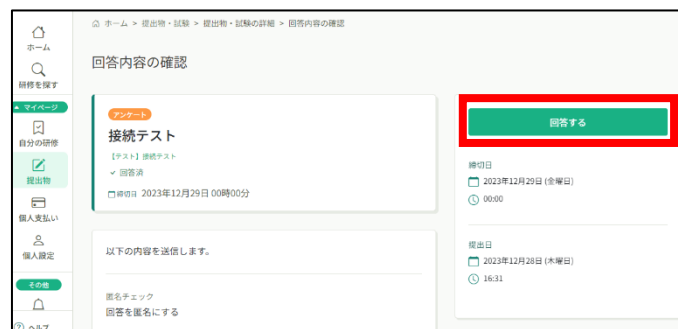 ホーム > 提出物・試験 > 提出物・試験の詳細 > 回答内容の確認
ホーム
研修を探す
マイページ
自分の研修
提出物
個人支払い
個人設定
その他
ヘルプ
回答内容の確認
アンケート
接続テスト
【テスト】接続テスト
回答済
締切日 2023年12月29日 00時00分
以下の内容を送信します。
匿名チェック
回答を匿名にする
回答する
締切日
2023年12月29日 (金曜日)
00:00
提出日
2023年12月28日 (木曜日)
16:31